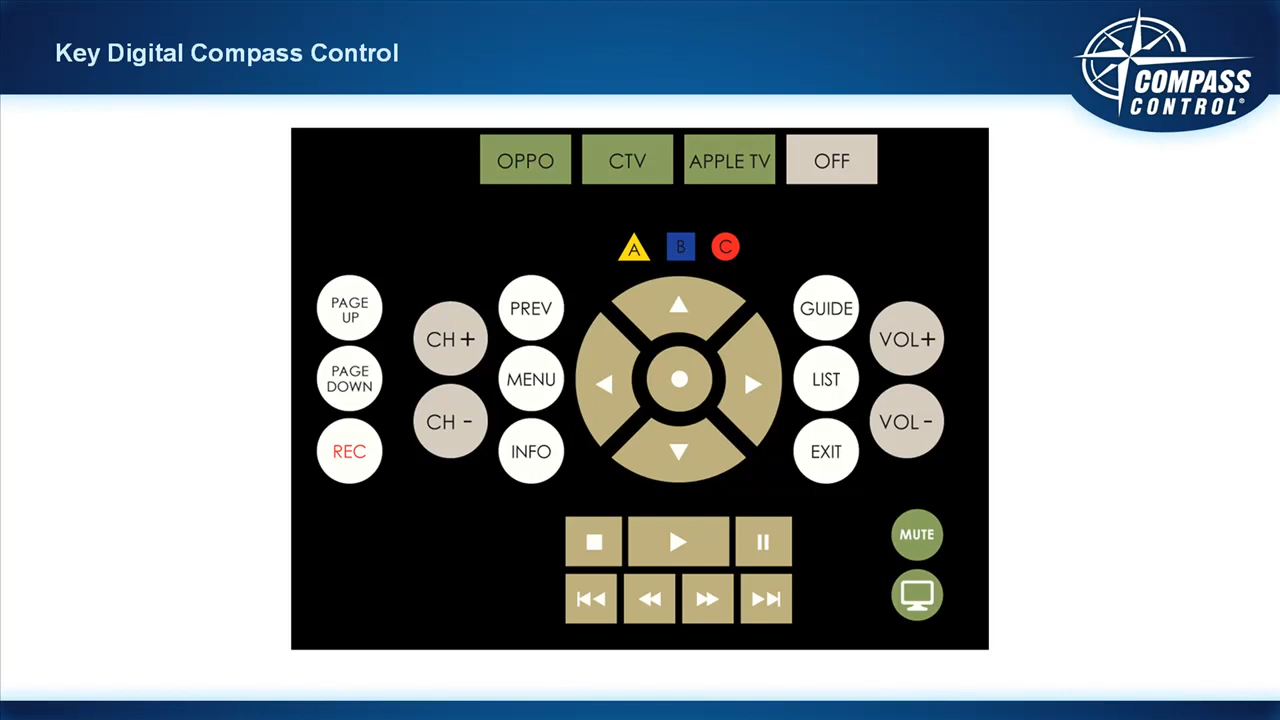 Key Digital Compass Control
COMPASS
CONTROL®
OPPO
CTV
APPLE TV
OFF
A
B
C
PAGE
UP
CH +
PREV
GUIDE
VOL+
PAGE
DOWN
MENU
LIST
REC
CH -
INFO
EXIT
VOL-
MUTE